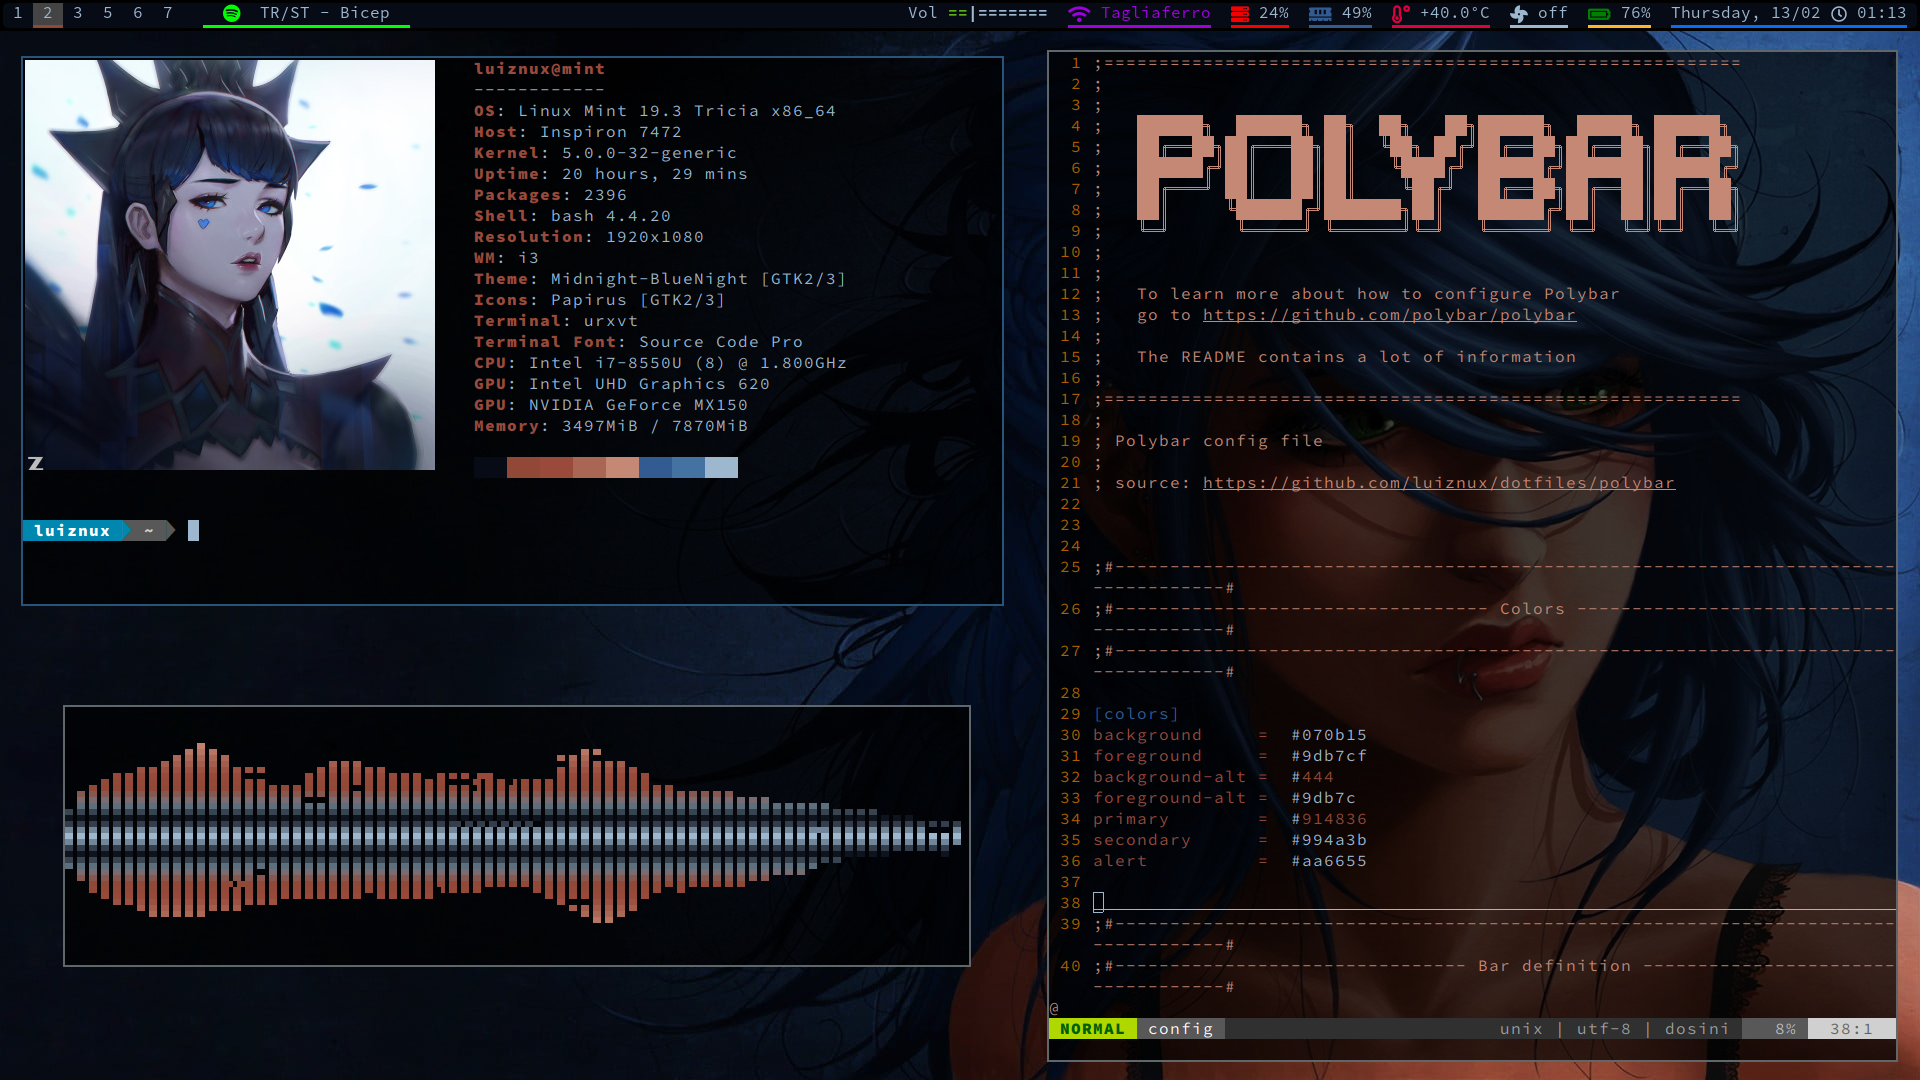 1 2 3 5 6 7 TR/ST - Bicep Vol ==|======= Tagliaferro 24% 49% +40.0°C off 76% Thursday, 13/02 01:13
luiznux@mint
------------
OS: Linux Mint 19.3 Tricia x86_64
Host: Inspiron 7472
Kernel: 5.0.0-32-generic
Uptime: 20 hours, 29 mins
Packages: 2396
Shell: bash 4.4.20
Resolution: 1920x1080
WM: i3
Theme: Midnight-BlueNight [GTK2/3]
Icons: Papirus [GTK2/3]
Terminal: urxvt
Terminal Font: Source Code Pro
CPU: Intel i7-8550U (8) @ 1.800GHz
GPU: Intel UHD Graphics 620
GPU: NVIDIA GeForce MX150
Memory: 3497MiB / 7870MiB
Z
luiznux ~
1 ;==========================================================
2 ;
3 ;
4 ;
5 ;
6 ; POLYBAR
7 ;
8 ;
9 ;
10 ;
11 ;
12 ; To learn more about how to configure Polybar
13 ; go to https://github.com/polybar/polybar
14 ;
15 ; The README contains a lot of information
16 ;
17 ;==========================================================
18 ;
19 ; Polybar config file
20 ;
21 ; source: https://github.com/luiznux/dotfiles/polybar
22
23
24
25 ;#-----------------------------------------------------------------------
------------#
26 ;#---------------------------------- Colors -----------------------------
------------#
27 ;#-----------------------------------------------------------------------
------------#
28
29 [colors]
30 background = #070b15
31 foreground = #9db7cf
32 background-alt = #444
33 foreground-alt = #9db7c
34 primary = #914836
35 secondary = #994a3b
36 alert = #aa6655
37
38
39 ;#-----------------------------------------------------------------------
------------#
40 ;#-------------------------------- Bar definition -----------------------
------------#
@
NORMAL config unix | utf-8 | dosini 8% 38:1